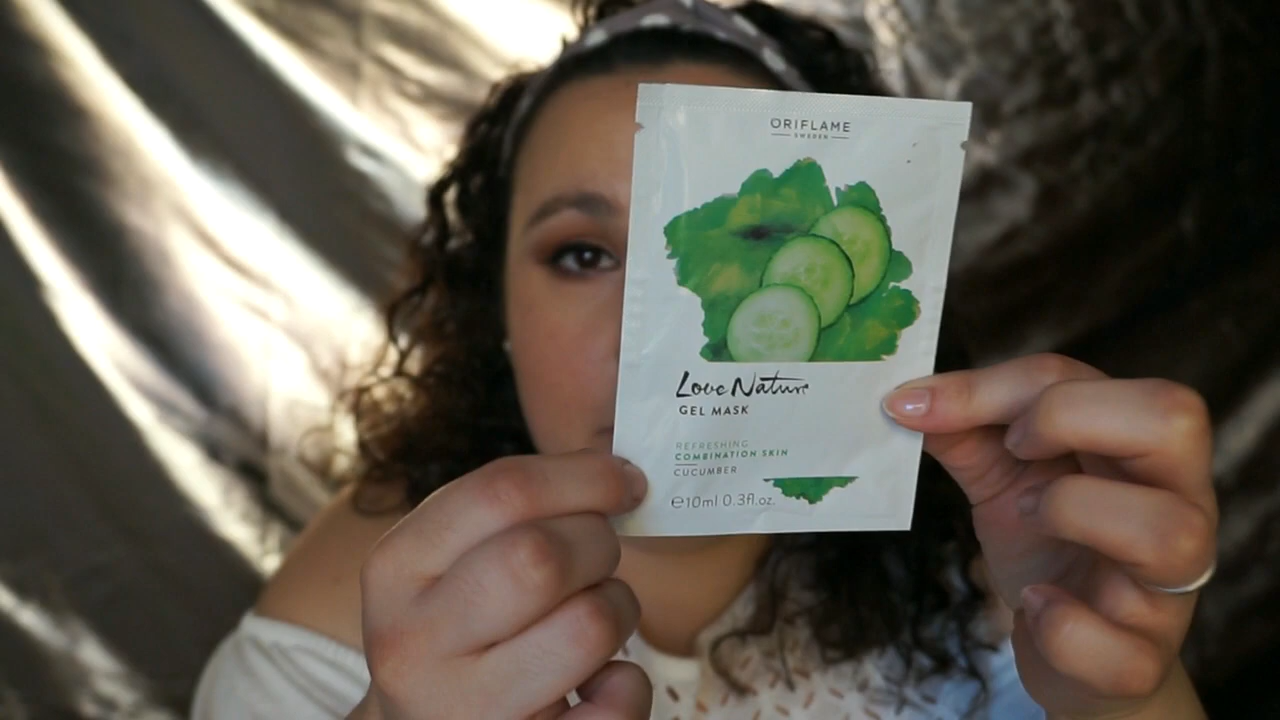 ORIFLAME
SWEDEN
Love Nature
GEL MASK
REFRESHING
COMBINATION SKIN
CUCUMBER
℮10ml 0.3fl.oz.